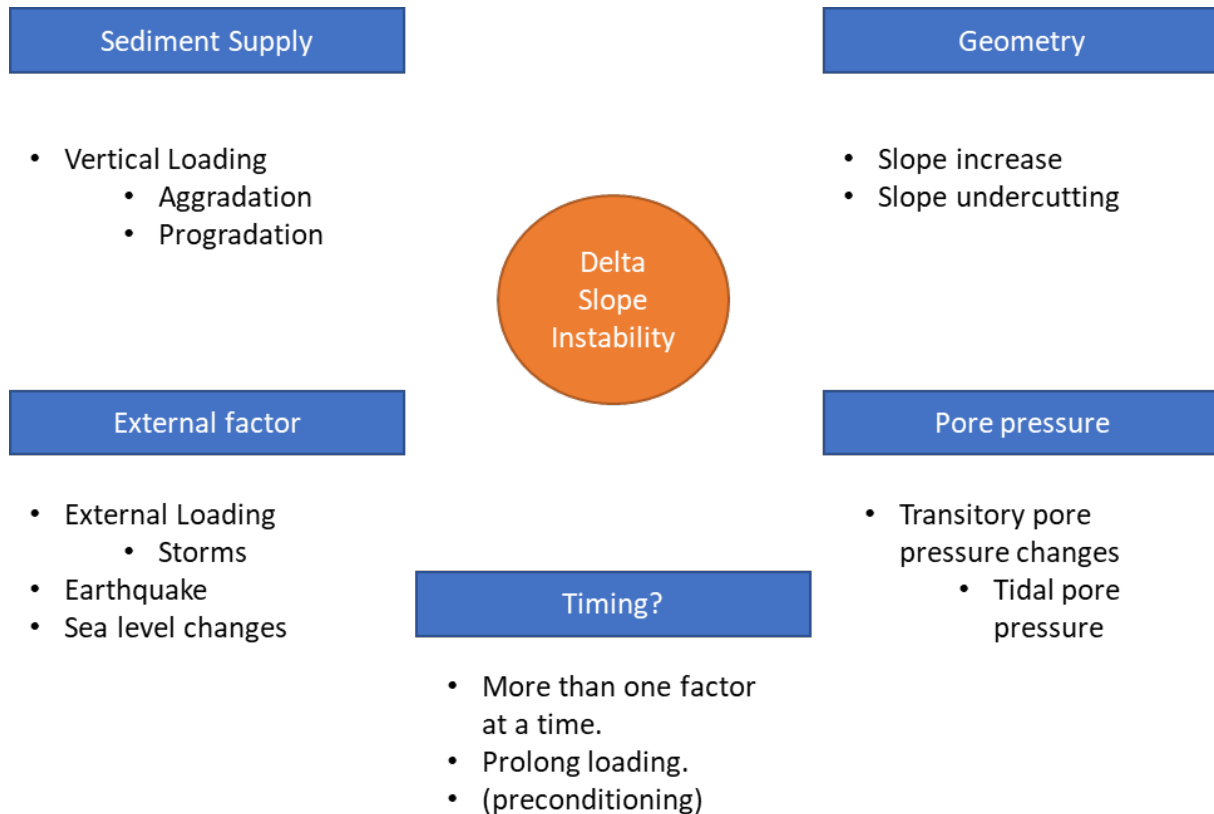 Sediment Supply
• Vertical Loading
• Aggradation
• Progradation
Geometry
• Slope increase
• Slope undercutting
Delta
Slope
Instability
External factor
• External Loading
• Storms
• Earthquake
• Sea level changes
Pore pressure
• Transitory pore
pressure changes
• Tidal pore
pressure
Timing?
• More than one factor
at a time.
• Prolong loading.
• (preconditioning)